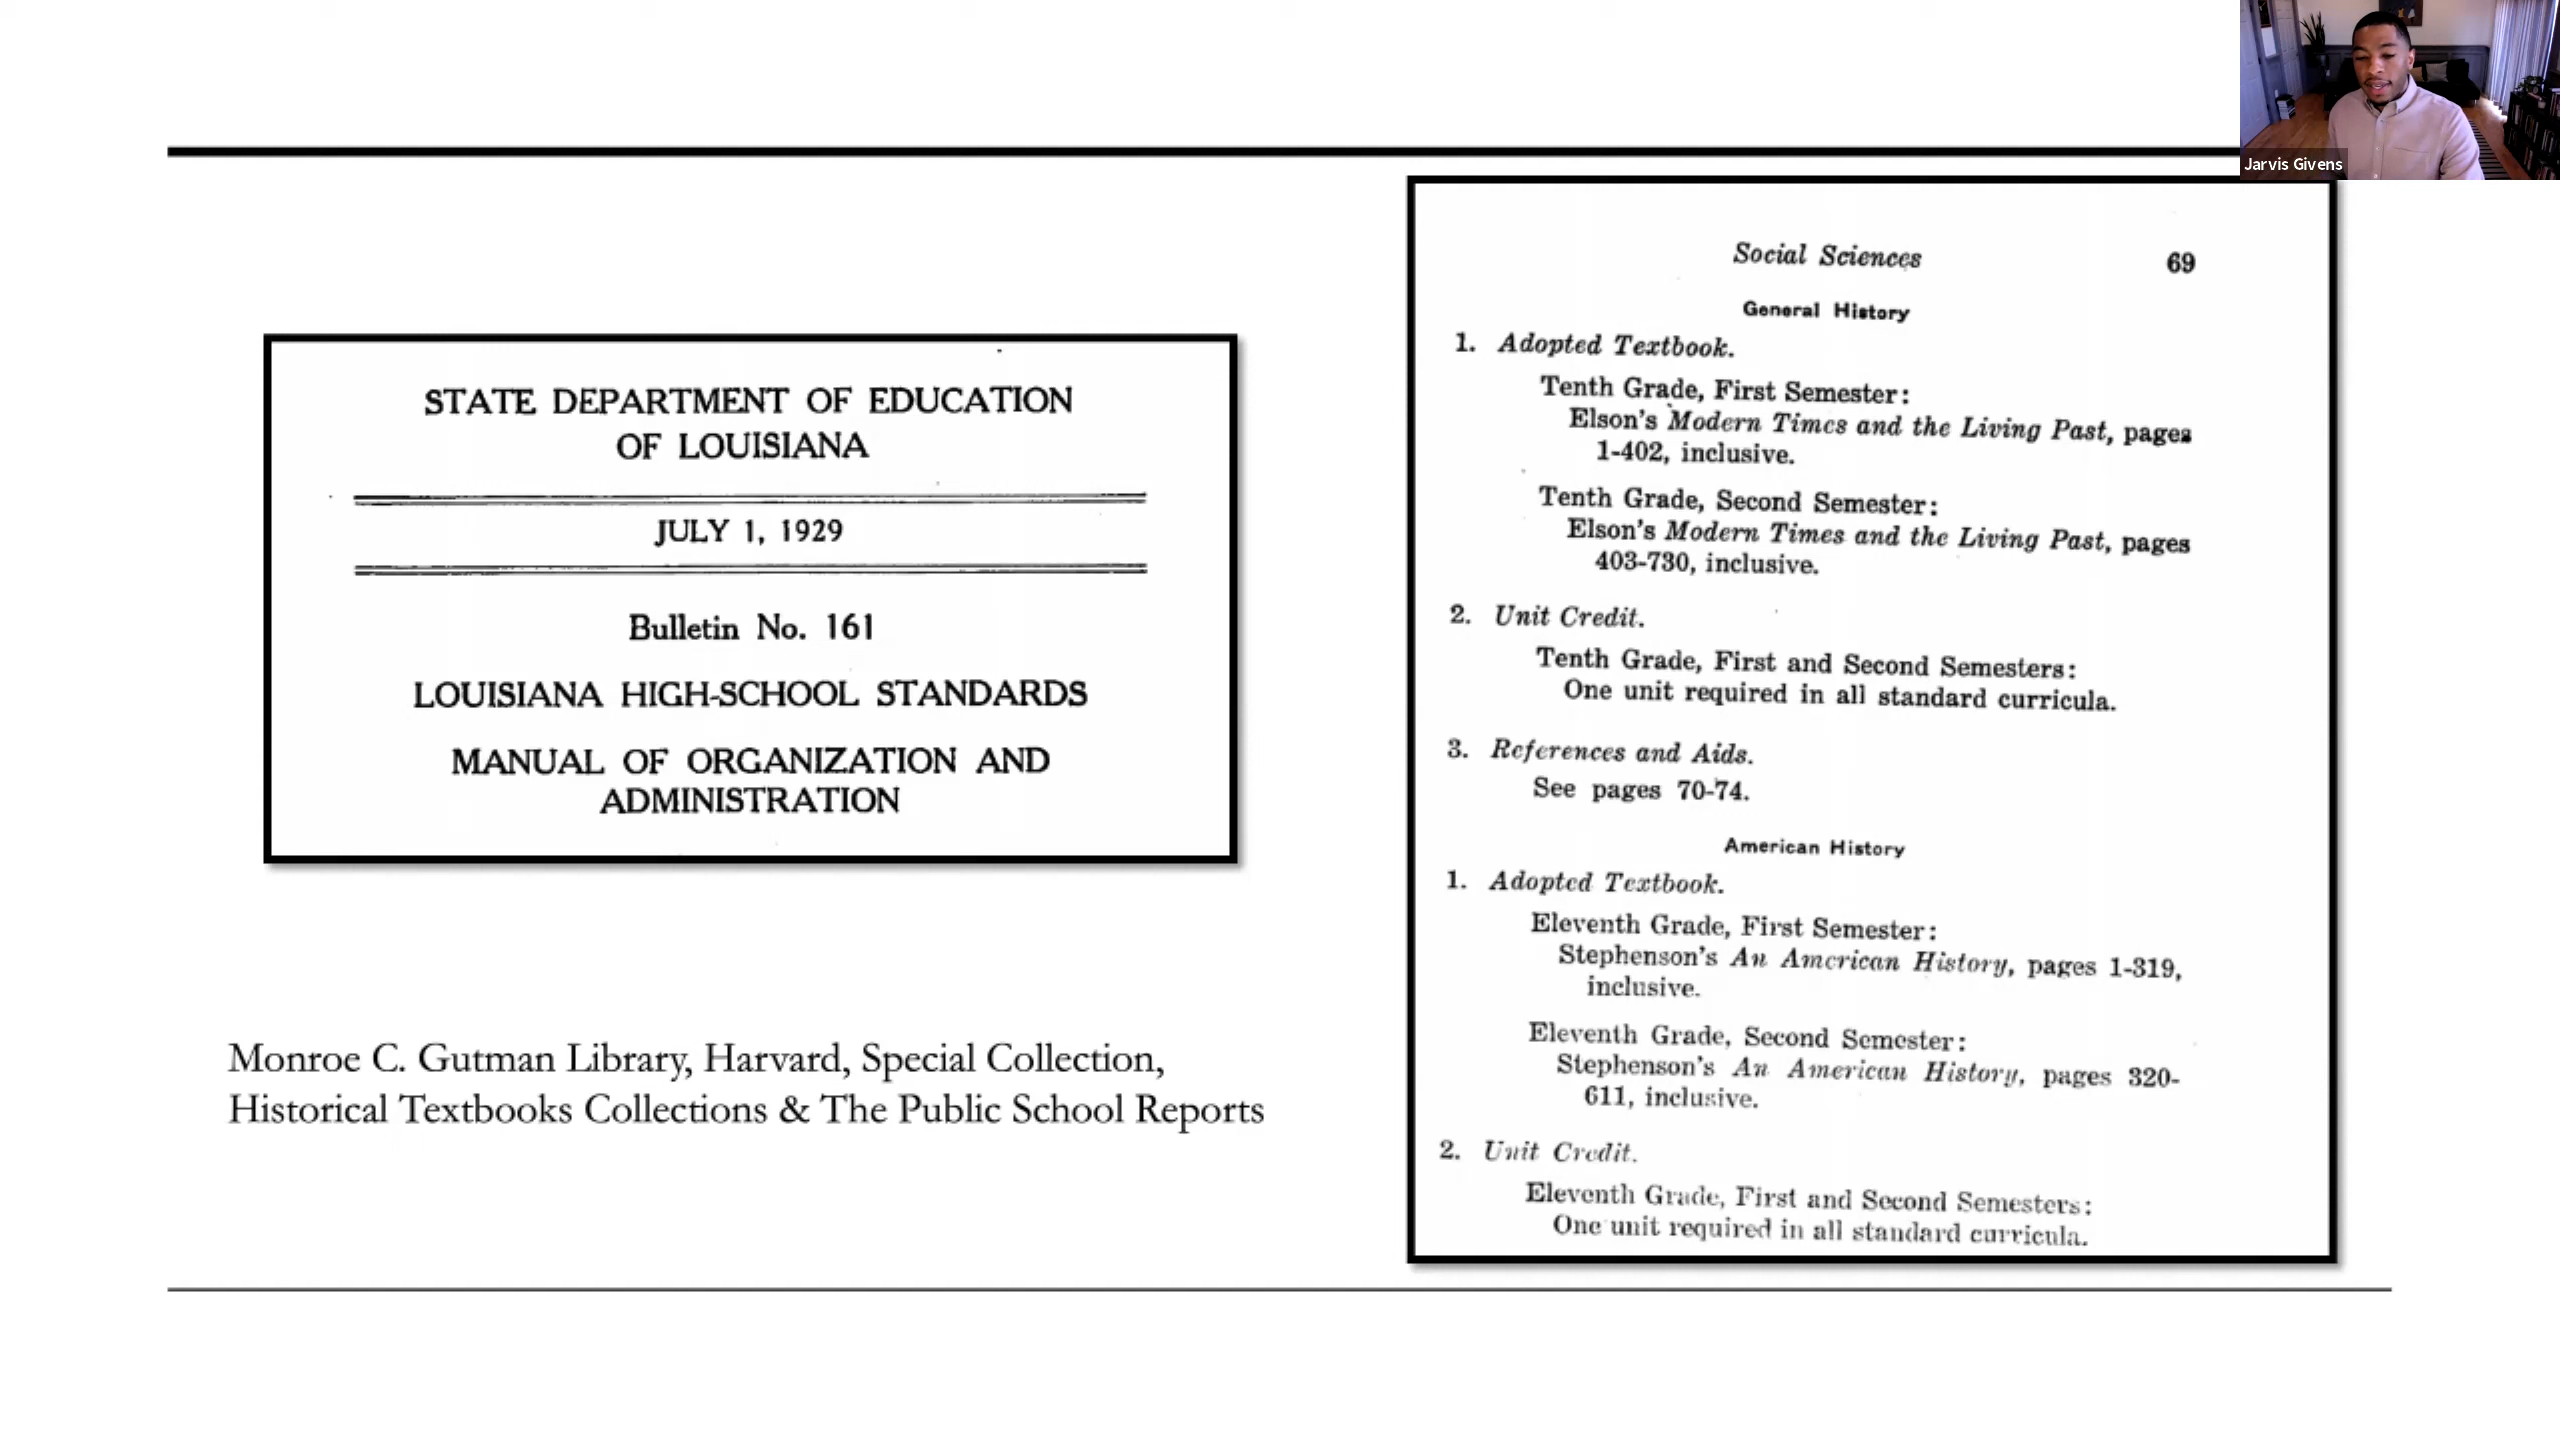 Jarvis Givens
STATE DEPARTMENT OF EDUCATION
OF LOUISIANA
JULY 1, 1929
Bulletin No. 161
LOUISIANA HIGH-SCHOOL STANDARDS
MANUAL OF ORGANIZATION AND
ADMINISTRATION
Monroe C. Gutman Library, Harvard, Special Collection,
Historical Textbooks Collections & The Public School Reports
Social Sciences 69
General History
1. Adopted Textbook.
Tenth Grade, First Semester:
Elson's Modern Times and the Living Past, pages
1-402, inclusive.
Tenth Grade, Second Semester:
Elson's Modern Times and the Living Past, pages
403-730, inclusive.
2. Unit Credit.
Tenth Grade, First and Second Semesters:
One unit required in all standard curricula.
3. References and Aids.
See pages 70-74.
American History
1. Adopted Textbook.
Eleventh Grade, First Semester:
Stephenson's An American History, pages 1-319,
inclusive.
Eleventh Grade, Second Semester:
Stephenson's An American History, pages 320-
611, inclusive.
2. Unit Credit.
Eleventh Grade, First and Second Semesters:
One unit required in all standard curricula.